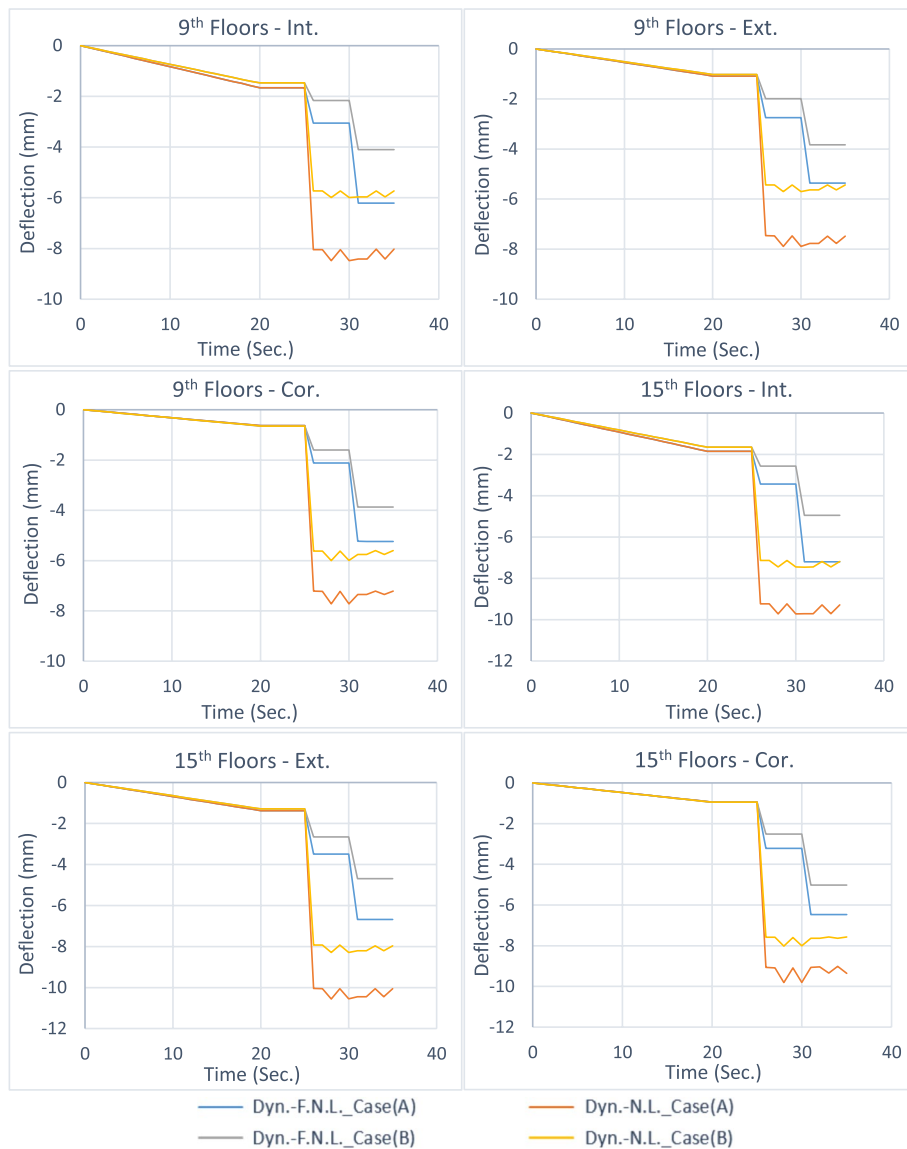 9th Floors - Int.
0
-2
-4
-6
-8
-10
Deflection (mm)
0 10 20 30 40
Time (Sec.)
9th Floors - Ext.
0
-2
-4
-6
-8
-10
Deflection (mm)
0 10 20 30 40
Time (Sec.)
9th Floors - Cor.
0
-2
-4
-6
-8
-10
Deflection (mm)
0 10 20 30 40
Time (Sec.)
15th Floors - Int.
0
-2
-4
-6
-8
-10
-12
Deflection (mm)
0 10 20 30 40
Time (Sec.)
15th Floors - Ext.
0
-2
-4
-6
-8
-10
-12
Deflection (mm)
0 10 20 30 40
Time (Sec.)
15th Floors - Cor.
0
-2
-4
-6
-8
-10
-12
Deflection (mm)
0 10 20 30 40
Time (Sec.)
Dyn.-F.N.L._Case(A) Dyn.-N.L._Case(A)
Dyn.-F.N.L._Case(B) Dyn.-N.L._Case(B)